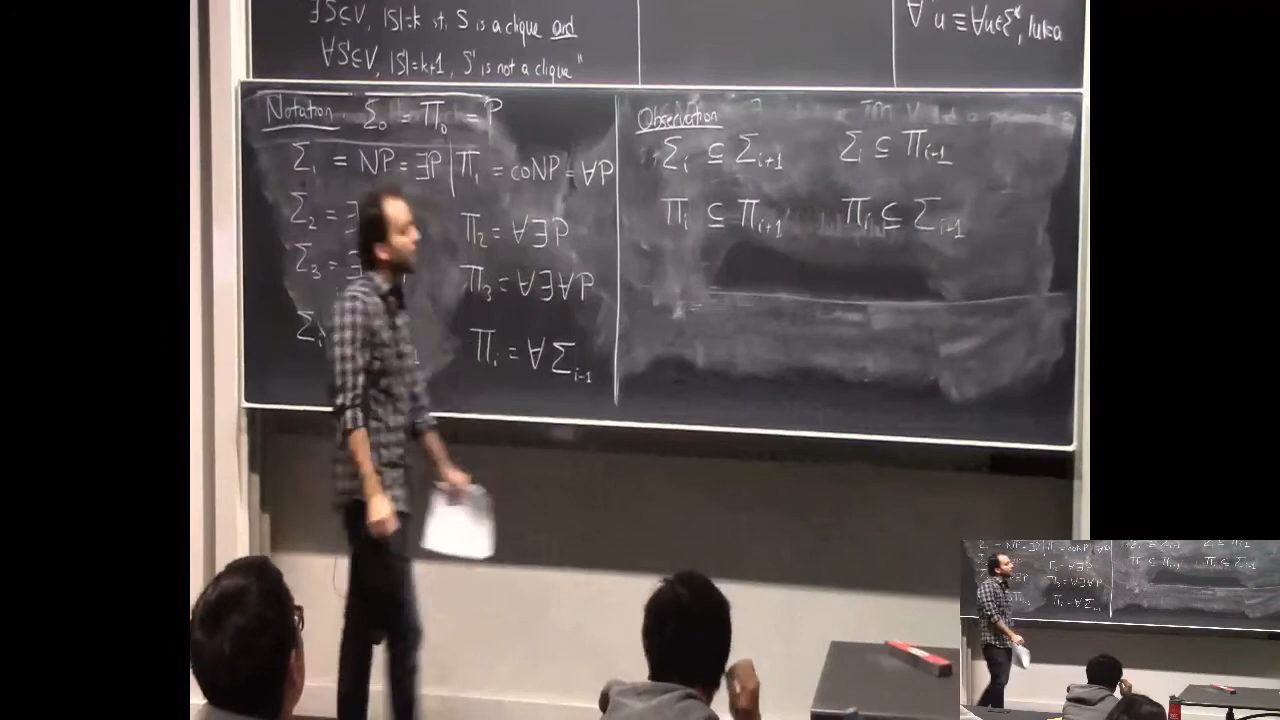 ∃S⊆V, |S|=k st. S is a clique and
∀S'⊆V, |S'|=k+1, S' is not a clique"
u ≡ ∀u∈Σ*, |u|=
Notation Σ₀ = Π₀ = P
Σ₁ = NP = ∃P | Π₁ = coNP = ∀P
Σ₂ = ∃
Π₂ = ∀∃P
Σ₃ = ∃
Π₃ = ∀∃∀P
Σᵢ
Πᵢ = ∀Σᵢ₋₁
Observation
Σᵢ ⊆ Σᵢ₊₁ Σᵢ ⊆ Πᵢ₊₁
Πᵢ ⊆ Πᵢ₊₁ Πᵢ ⊆ Σᵢ₊₁